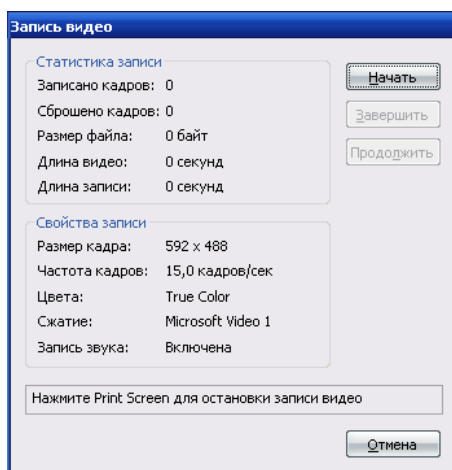 Запись видео
Статистика записи
Записано кадров: 0
Сброшено кадров: 0
Размер файла: 0 байт
Длина видео: 0 секунд
Длина записи: 0 секунд
Начать
Завершить
Продолжить
Свойства записи
Размер кадра: 592 x 488
Частота кадров: 15,0 кадров/сек
Цвета: True Color
Сжатие: Microsoft Video 1
Запись звука: Включена
Нажмите Print Screen для остановки записи видео
Отмена